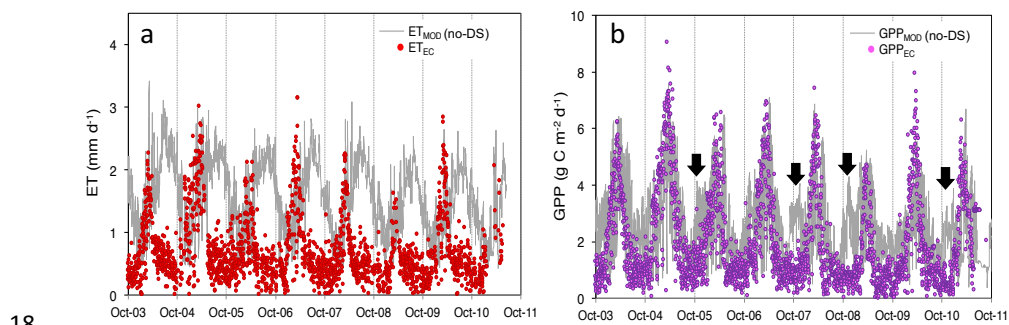 a
ET_MOD (no-DS)
ET_EC
4
3
2
1
0
ET (mm d⁻¹)
Oct-03 Oct-04 Oct-05 Oct-06 Oct-07 Oct-08 Oct-09 Oct-10 Oct-11
b
GPP_MOD (no-DS)
GPP_EC
10
8
6
4
2
0
GPP (g C m⁻² d⁻¹)
Oct-03 Oct-04 Oct-05 Oct-06 Oct-07 Oct-08 Oct-09 Oct-10 Oct-11